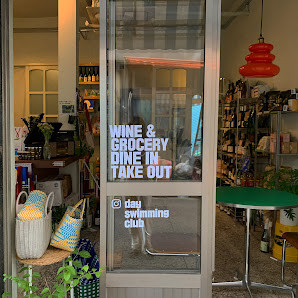 WINE &
GROCERY
DINE IN
TAKE OUT
day
swimming
club